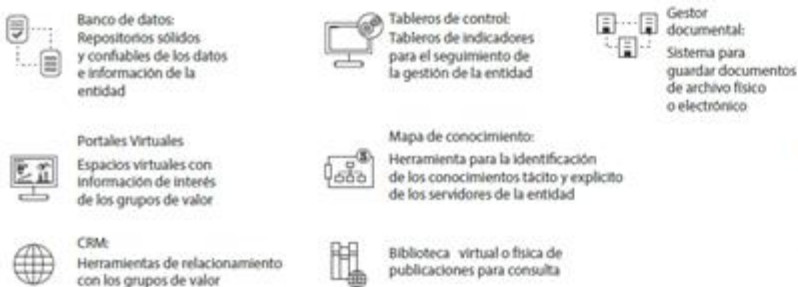 Banco de datos:
Repositorios sólidos
y confiables de los datos
e información de la
entidad
Tableros de control:
Tableros de indicadores
para el seguimiento de
la gestión de la entidad
Gestor
documental:
Sistema para
guardar documentos
de archivo físico
o electrónico
Portales Virtuales
Espacios virtuales con
información de interés
de los grupos de valor
Mapa de conocimiento:
Herramienta para la identificación
de los conocimientos tácito y explicito
de los servidores de la entidad
CRM:
Herramientas de relacionamiento
con los grupos de valor
Biblioteca virtual o física de
publicaciones para consulta